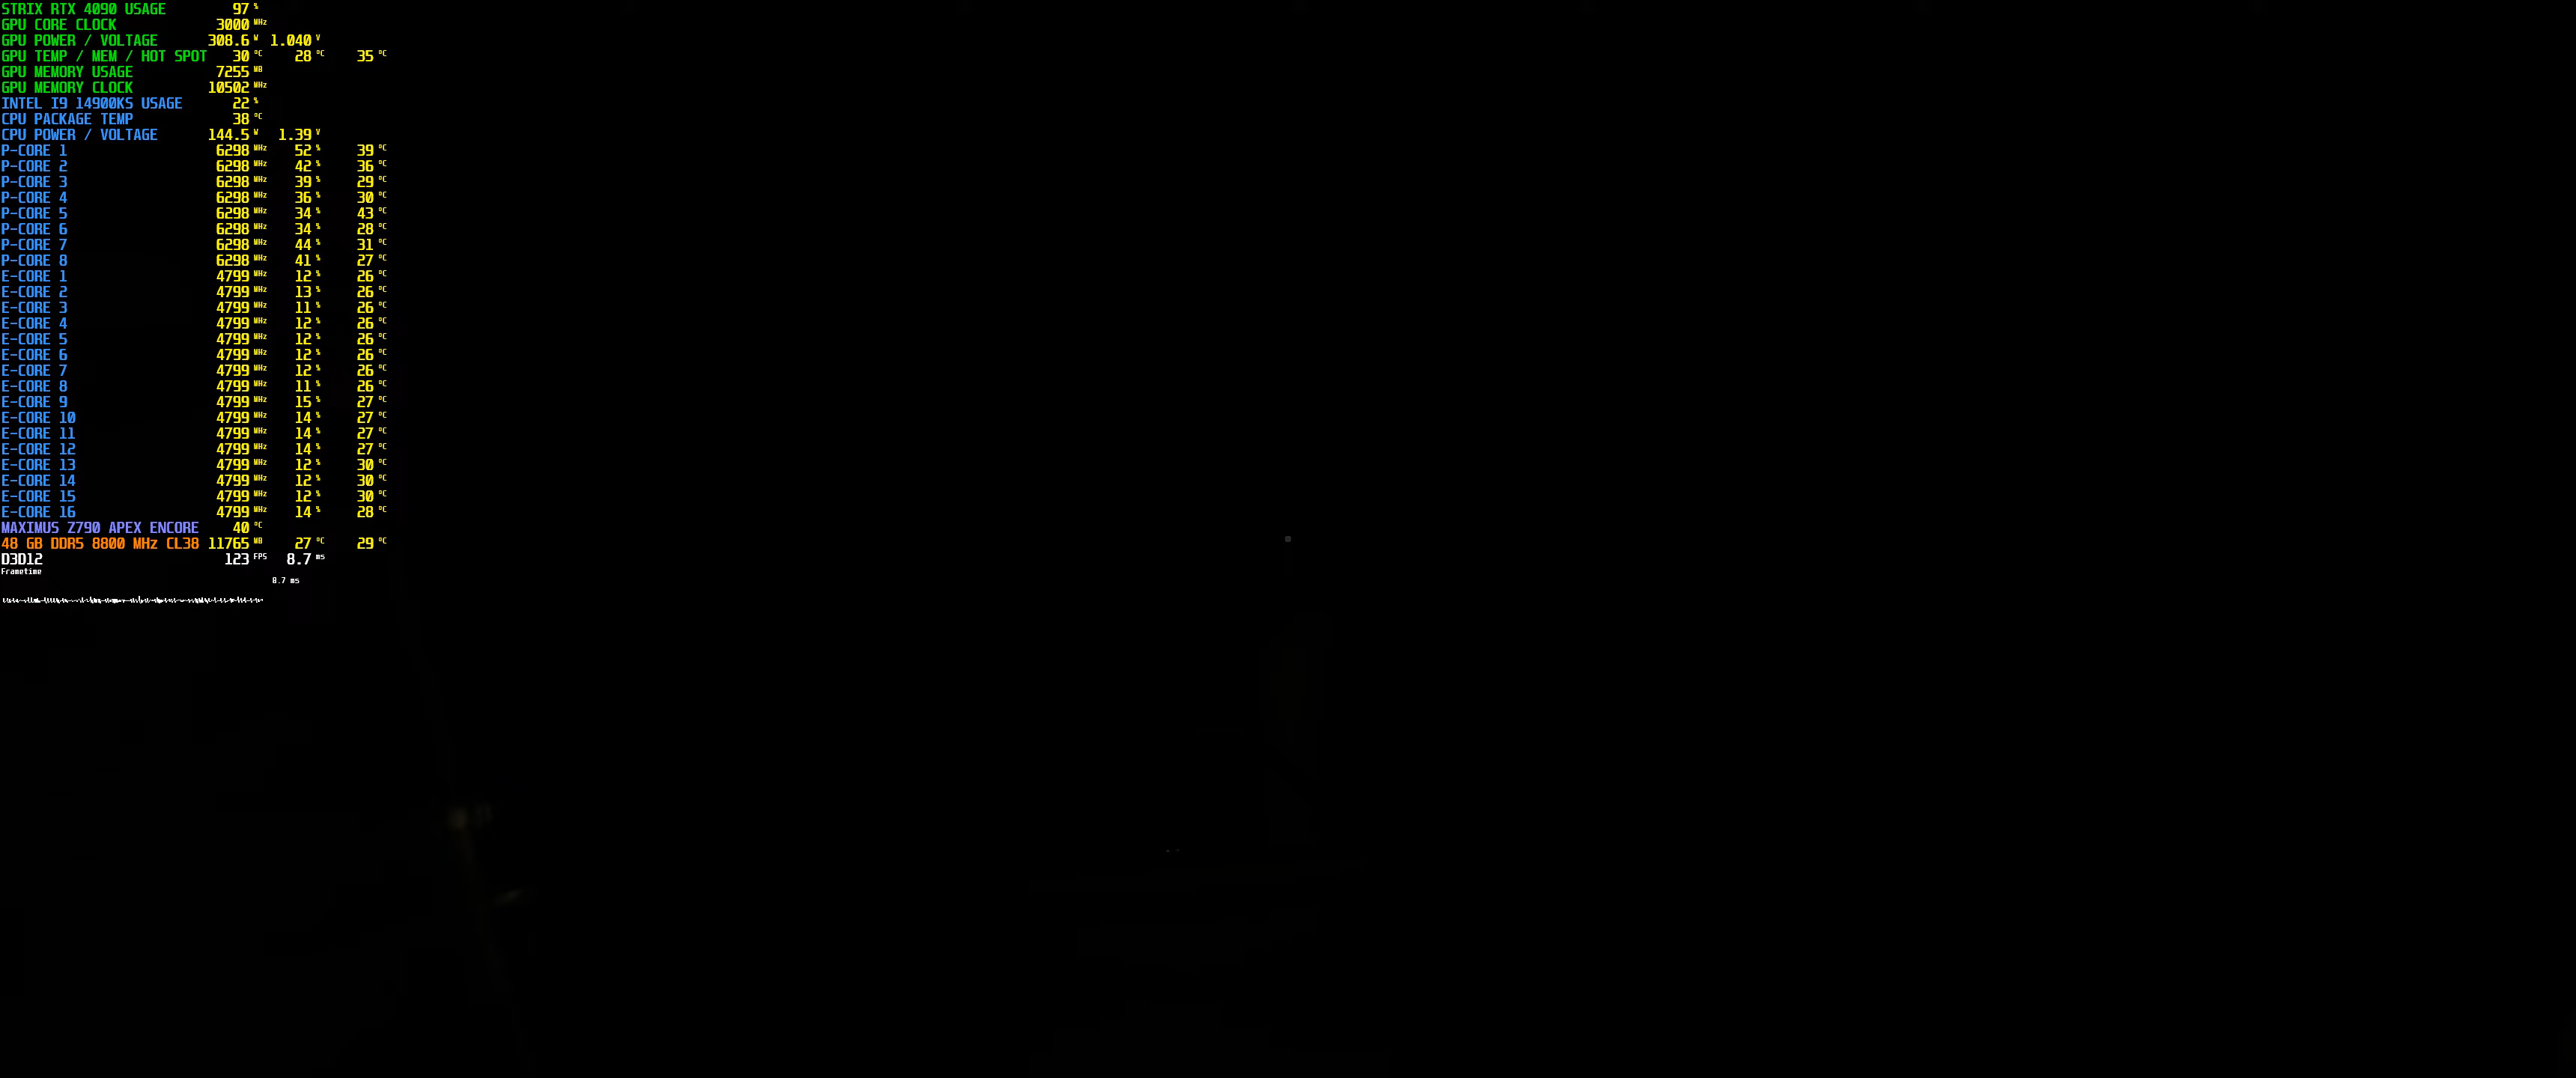 STRIX RTX 4090 USAGE 97 %
GPU CORE CLOCK 3000 MHz
GPU POWER / VOLTAGE 308.6 W 1.040 V
GPU TEMP / MEM / HOT SPOT 30 °C 28 °C 35 °C
GPU MEMORY USAGE 7255 MB
GPU MEMORY CLOCK 10502 MHz
INTEL I9 14900KS USAGE 22 %
CPU PACKAGE TEMP 38 °C
CPU POWER / VOLTAGE 144.5 W 1.39 V
P-CORE 1 6298 MHz 52 % 39 °C
P-CORE 2 6298 MHz 42 % 36 °C
P-CORE 3 6298 MHz 39 % 29 °C
P-CORE 4 6298 MHz 36 % 30 °C
P-CORE 5 6298 MHz 34 % 43 °C
P-CORE 6 6298 MHz 34 % 28 °C
P-CORE 7 6298 MHz 44 % 31 °C
P-CORE 8 6298 MHz 41 % 27 °C
E-CORE 1 4799 MHz 12 % 26 °C
E-CORE 2 4799 MHz 13 % 26 °C
E-CORE 3 4799 MHz 11 % 26 °C
E-CORE 4 4799 MHz 12 % 26 °C
E-CORE 5 4799 MHz 12 % 26 °C
E-CORE 6 4799 MHz 12 % 26 °C
E-CORE 7 4799 MHz 12 % 26 °C
E-CORE 8 4799 MHz 11 % 26 °C
E-CORE 9 4799 MHz 15 % 27 °C
E-CORE 10 4799 MHz 14 % 27 °C
E-CORE 11 4799 MHz 14 % 27 °C
E-CORE 12 4799 MHz 14 % 27 °C
E-CORE 13 4799 MHz 12 % 30 °C
E-CORE 14 4799 MHz 12 % 30 °C
E-CORE 15 4799 MHz 12 % 30 °C
E-CORE 16 4799 MHz 14 % 28 °C
MAXIMUS Z790 APEX ENCORE 40 °C
48 GB DDR5 8800 MHz CL38 11765 MB 27 °C 29 °C
D3D12 123 FPS 8.7 ms
Frametime
8.7 ms